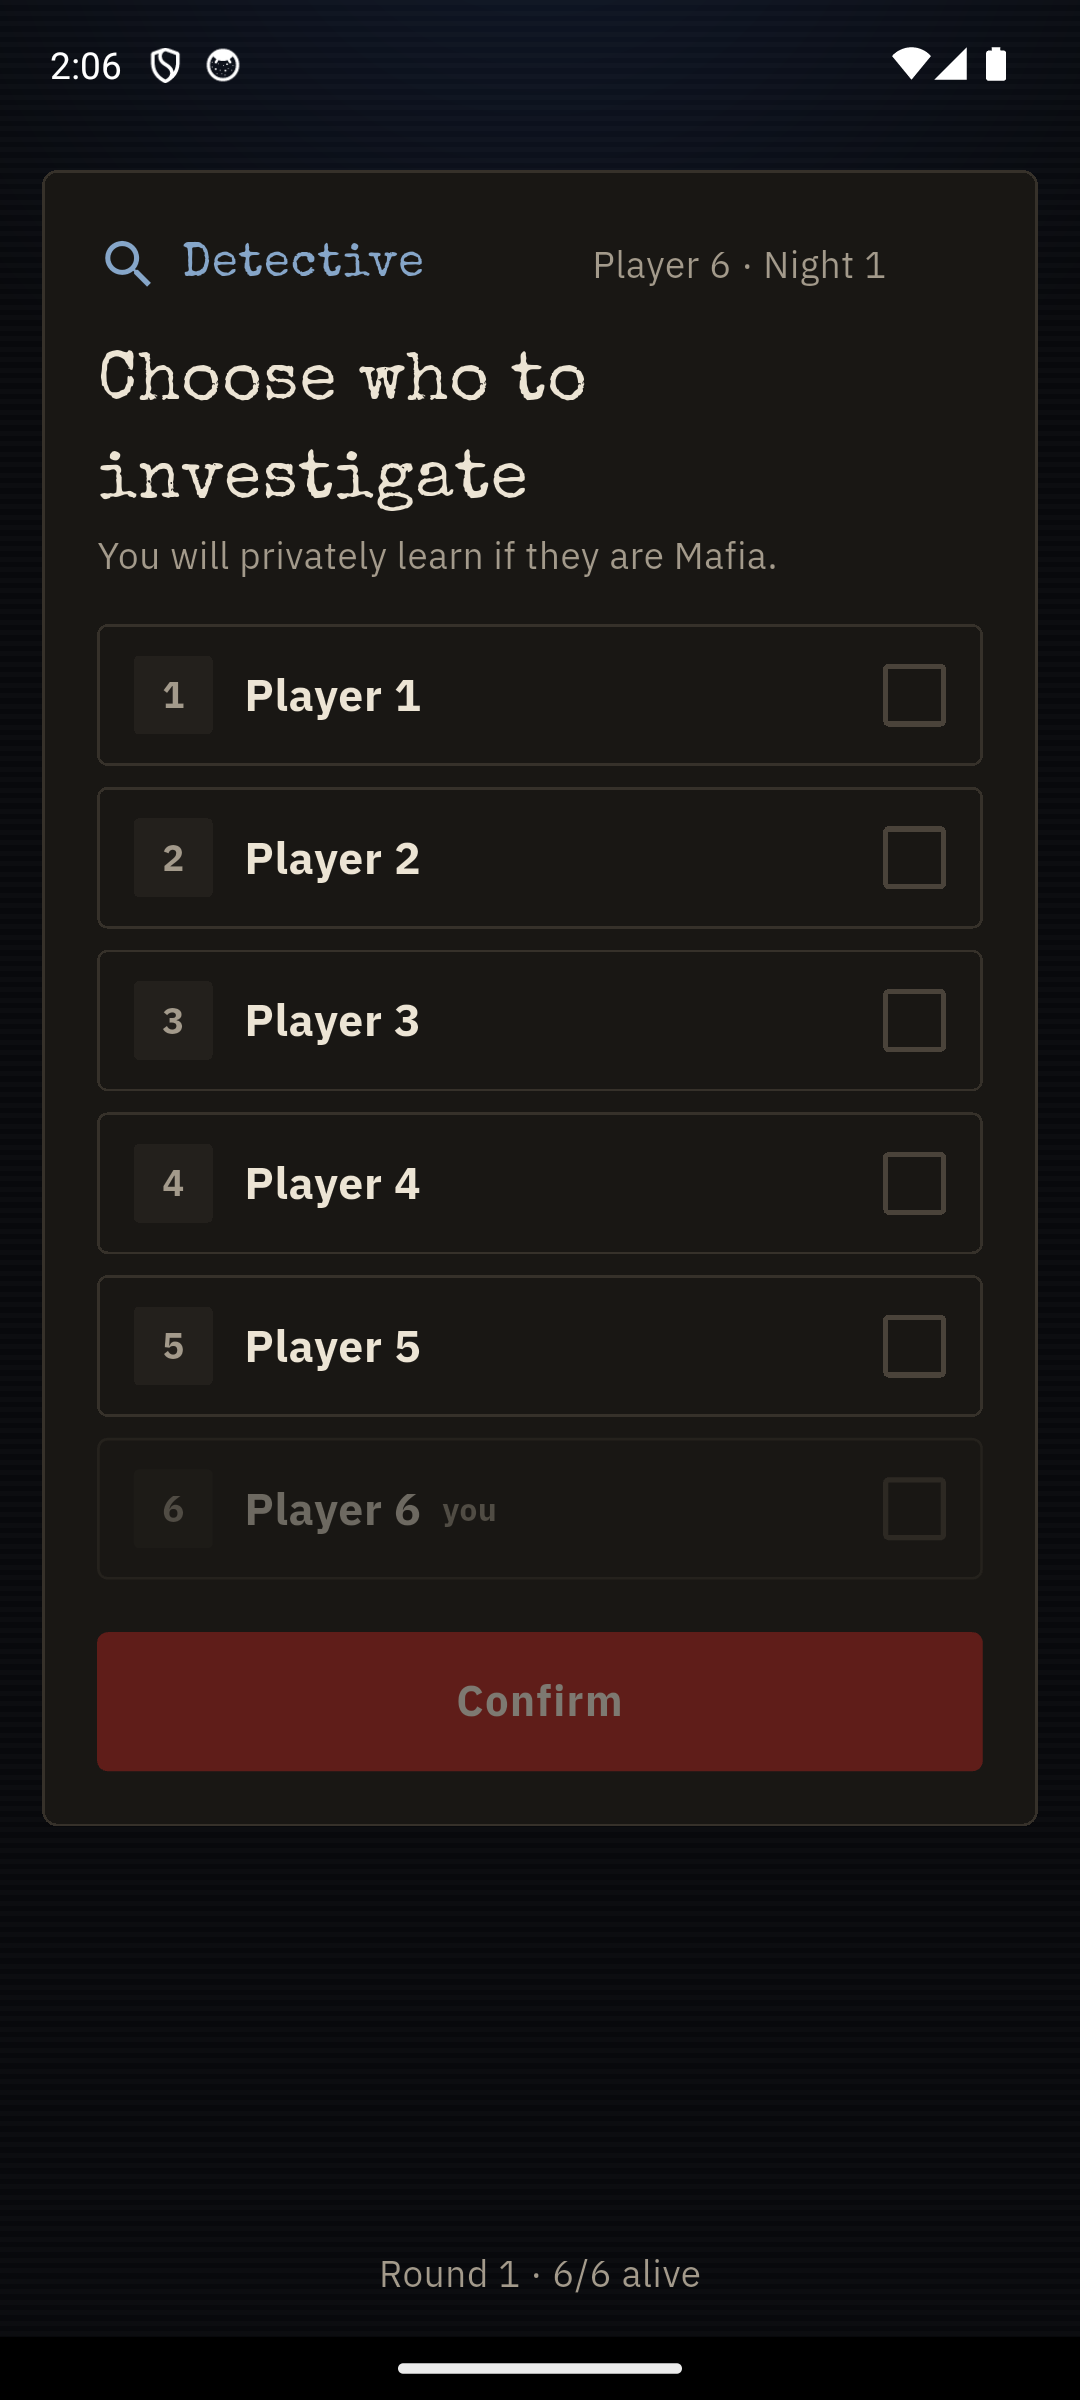 2:06
Detective
Player 6 · Night 1
Choose who to
investigate
You will privately learn if they are Mafia.
1 Player 1
2 Player 2
3 Player 3
4 Player 4
5 Player 5
6 Player 6 you
Confirm
Round 1 · 6/6 alive